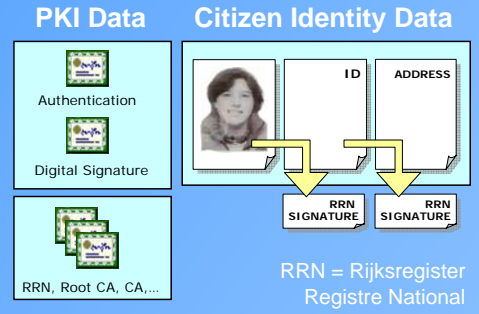 PKI Data
Authentication
Digital Signature
RRN, Root CA, CA,...
Citizen Identity Data
ID
ADDRESS
RRN
SIGNATURE
RRN
SIGNATURE
RRN = Rijksregister
Registre National